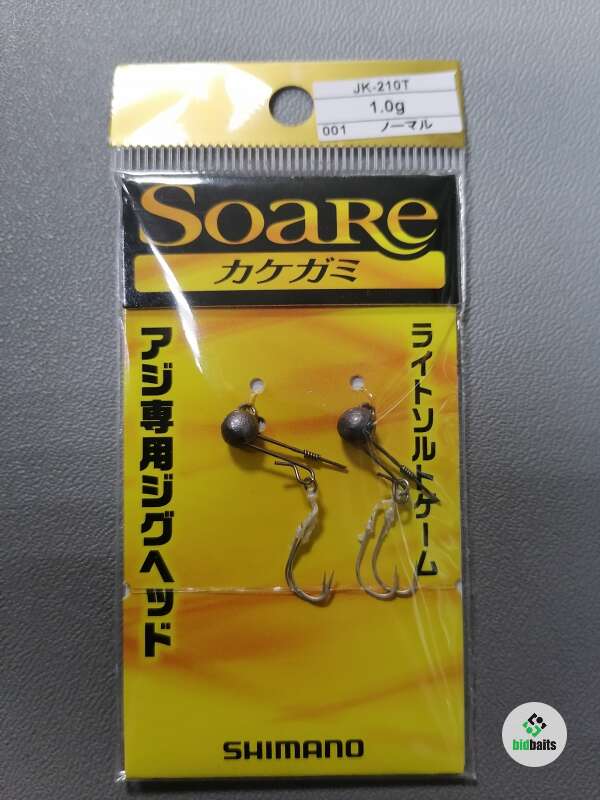 JK-210T
1.0g
001 ノーマル
SOARE
カケガミ
アジ専用ジグヘッド
ライトソルトゲーム
SHIMANO
bidbaits